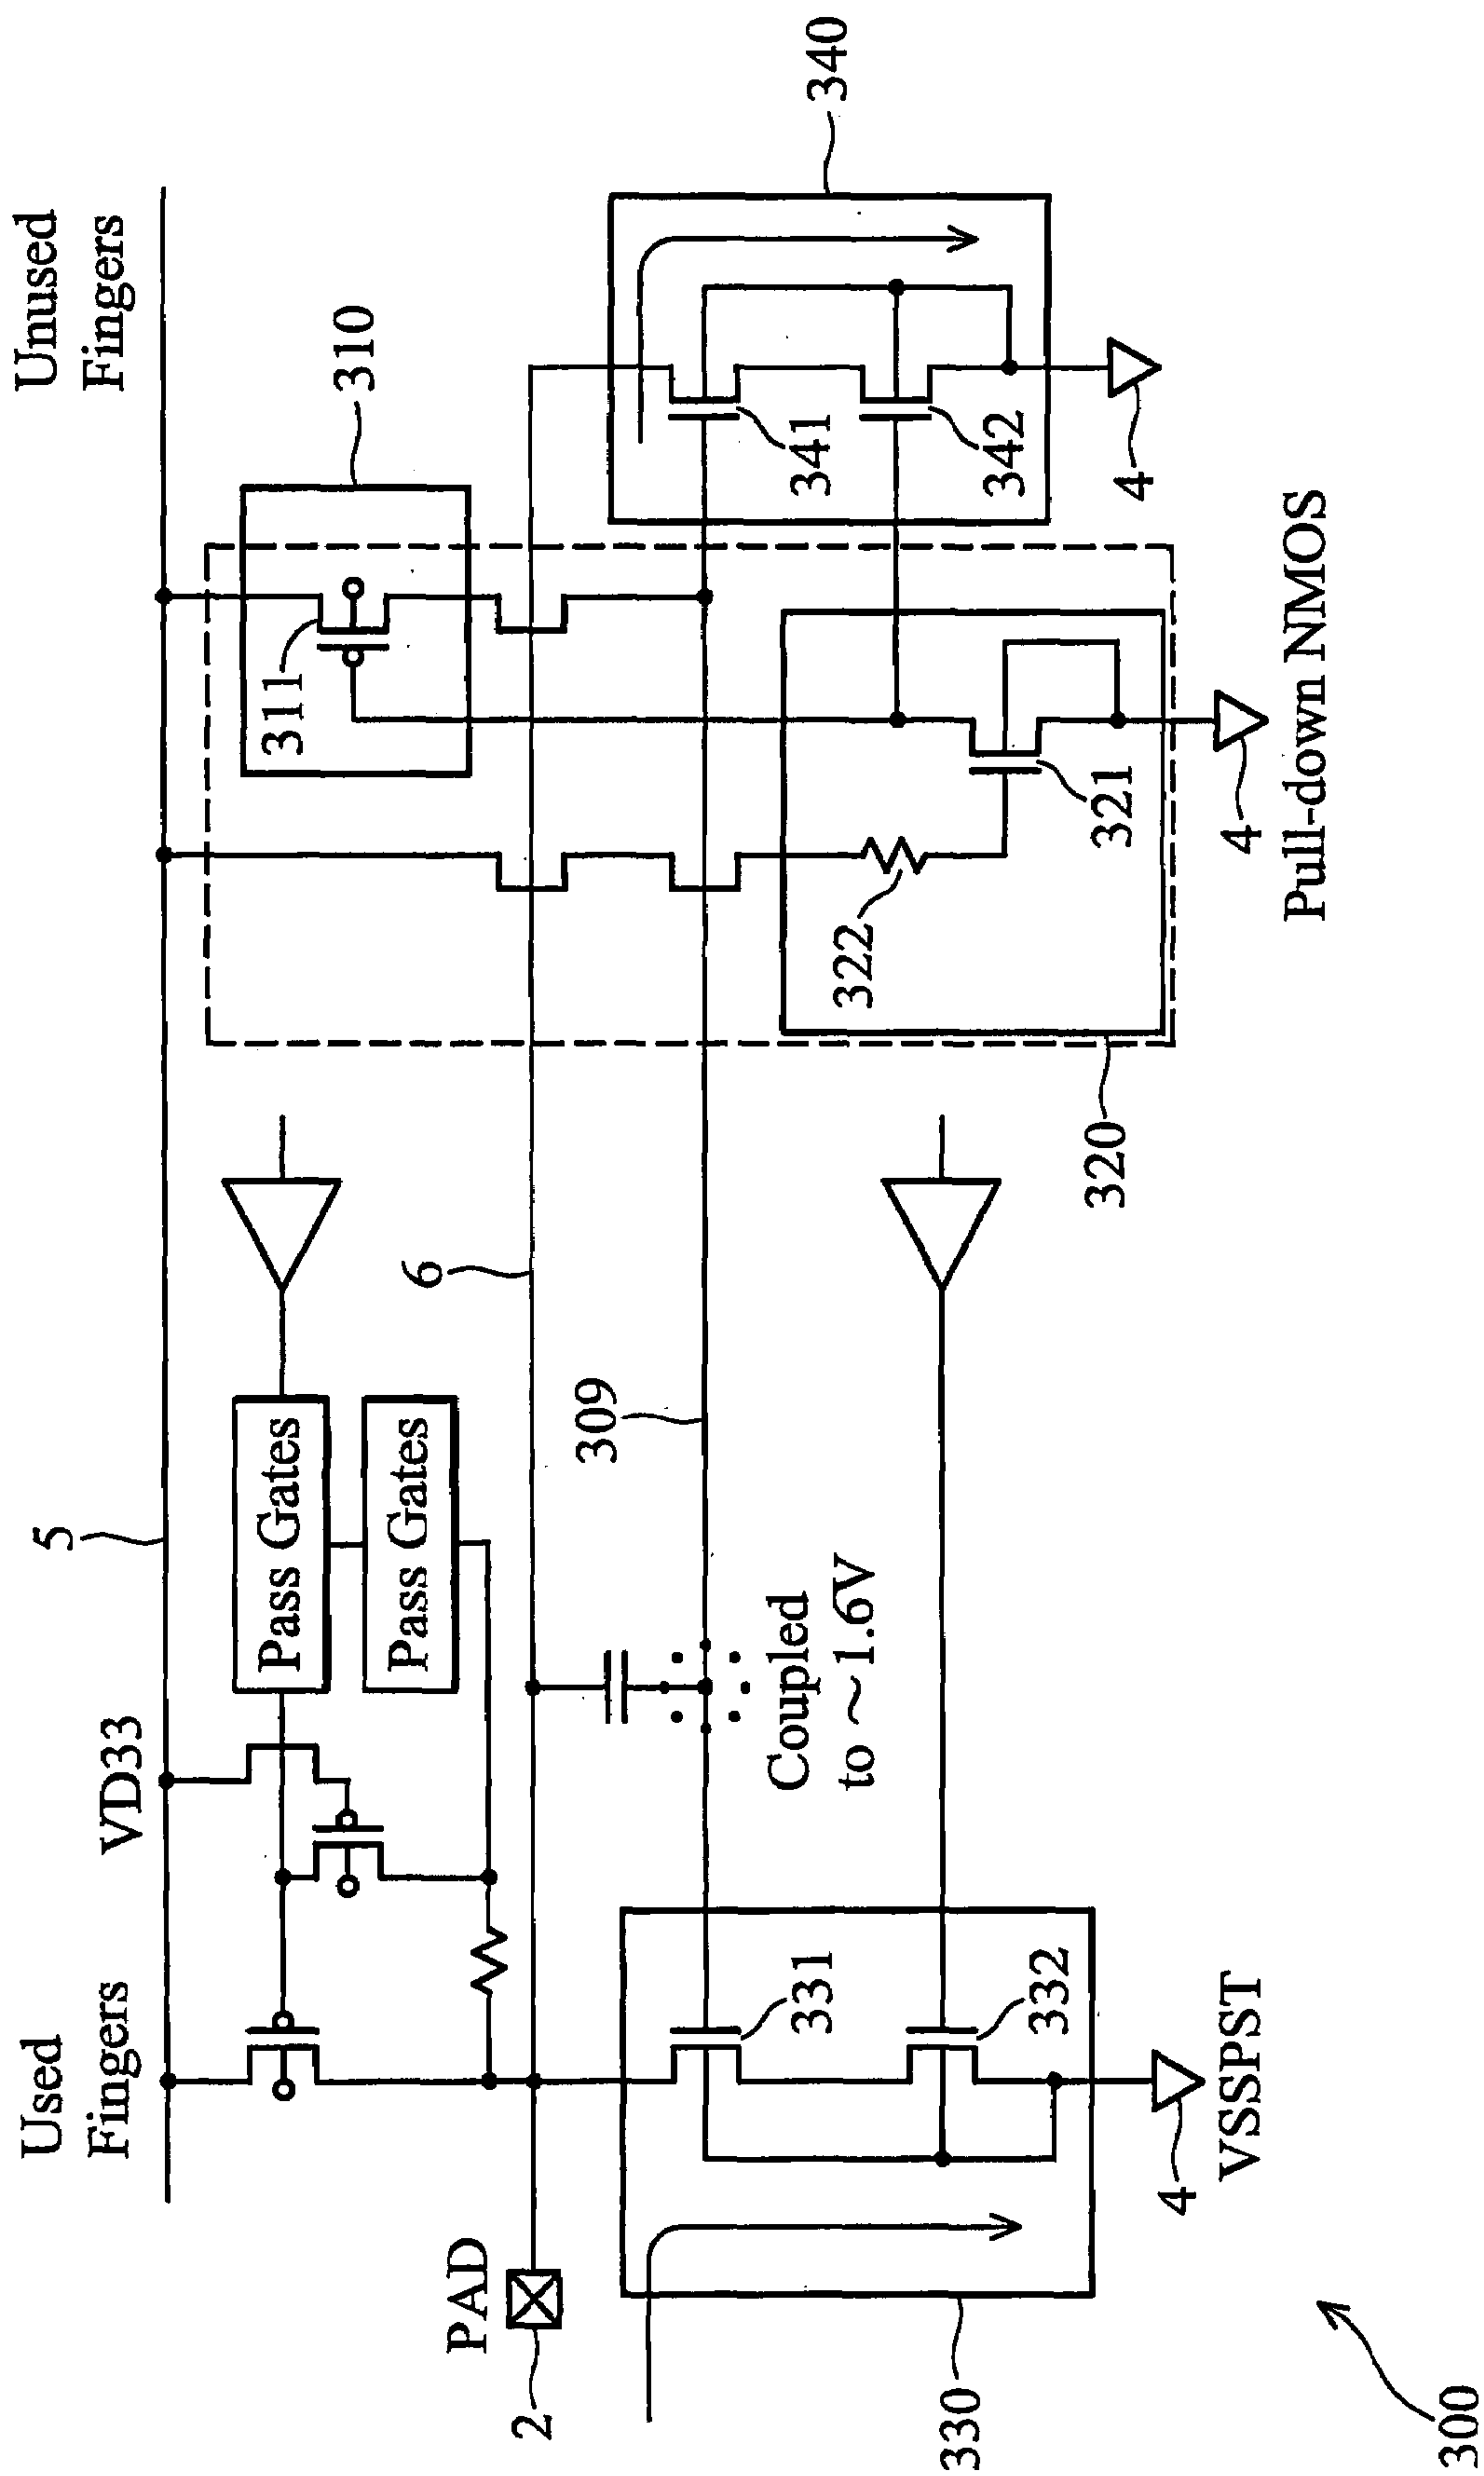 Used
Fingers
Unused
Fingers
VD33
5
310
311
Pass Gates
Pass Gates
6
PAD
2
309
340
341
342
4
Coupled
to ~1.6V
322
321
331
332
330
320
4
VSSPST
4
Pull-down NMOS
300